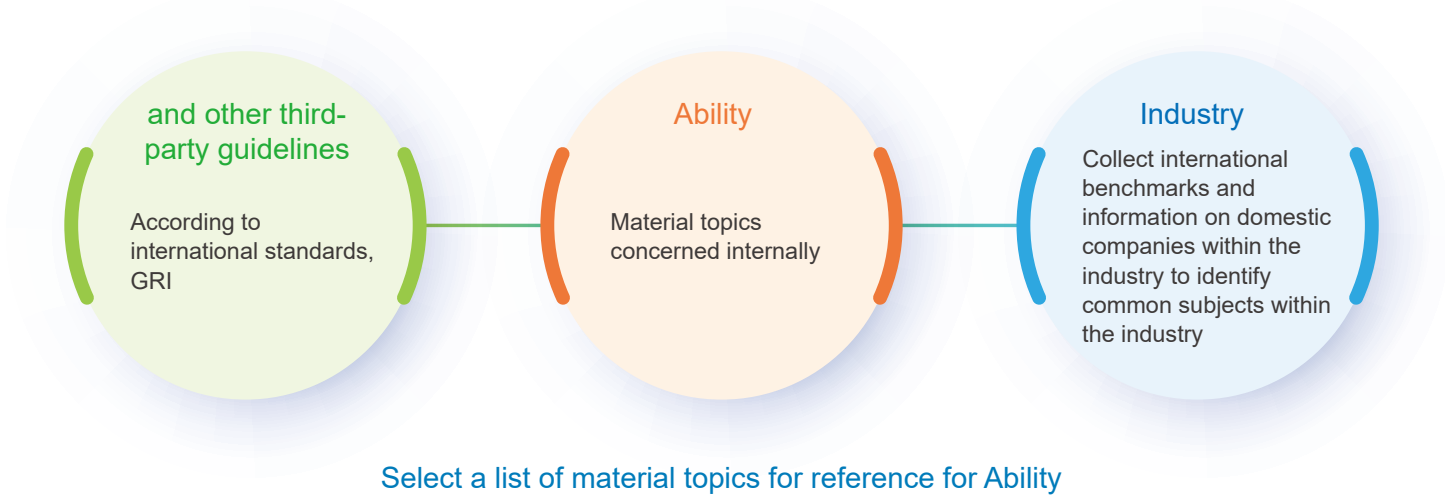 and other third-
party guidelines
According to
international standards,
GRI
Ability
Material topics
concerned internally
Industry
Collect international
benchmarks and
information on domestic
companies within the
industry to identify
common subjects within
the industry
Select a list of material topics for reference for Ability